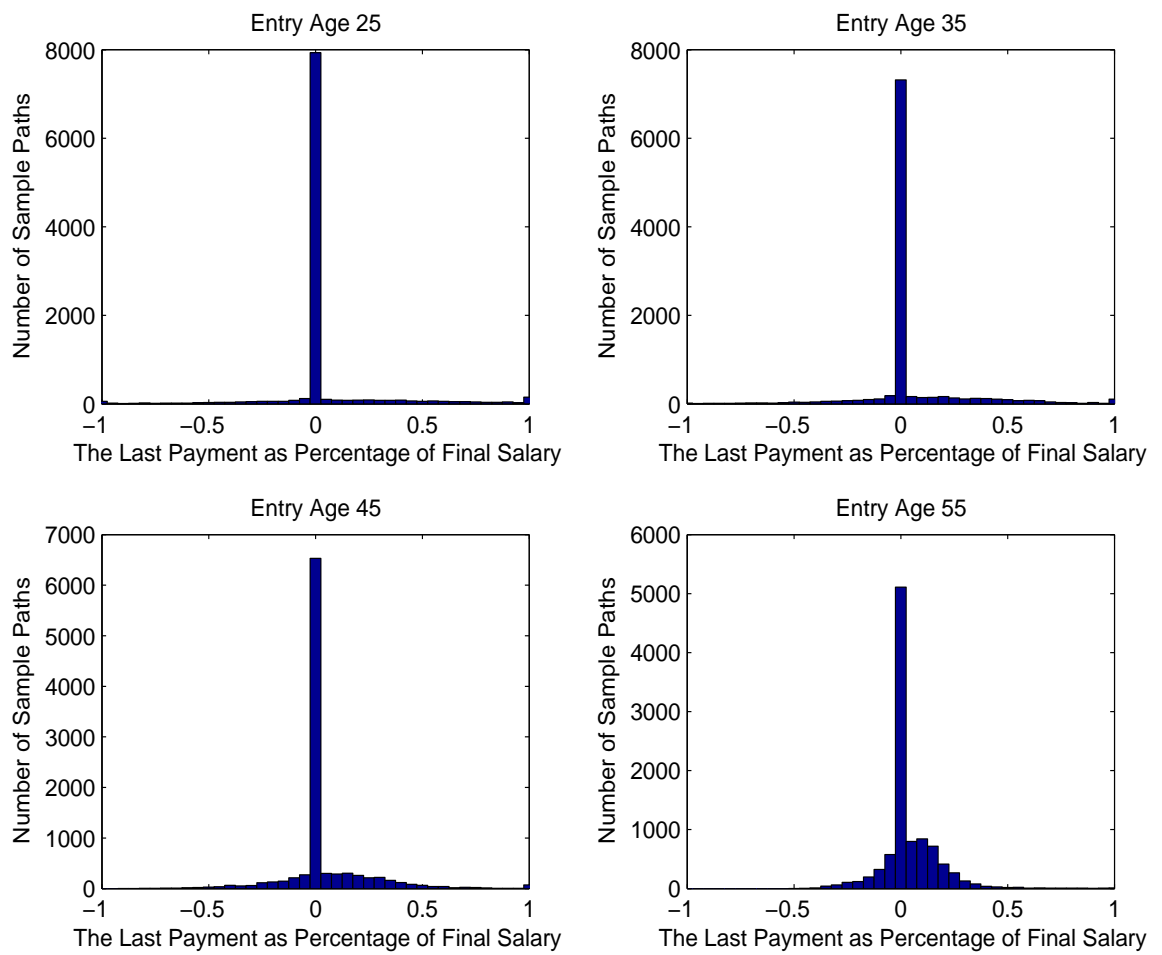 Entry Age 25
8000
6000
4000
2000
0
Number of Sample Paths
−1 −0.5 0 0.5 1
The Last Payment as Percentage of Final Salary
Entry Age 35
8000
6000
4000
2000
0
Number of Sample Paths
−1 −0.5 0 0.5 1
The Last Payment as Percentage of Final Salary
Entry Age 45
7000
6000
5000
4000
3000
2000
1000
0
Number of Sample Paths
−1 −0.5 0 0.5 1
The Last Payment as Percentage of Final Salary
Entry Age 55
6000
5000
4000
3000
2000
1000
0
Number of Sample Paths
−1 −0.5 0 0.5 1
The Last Payment as Percentage of Final Salary